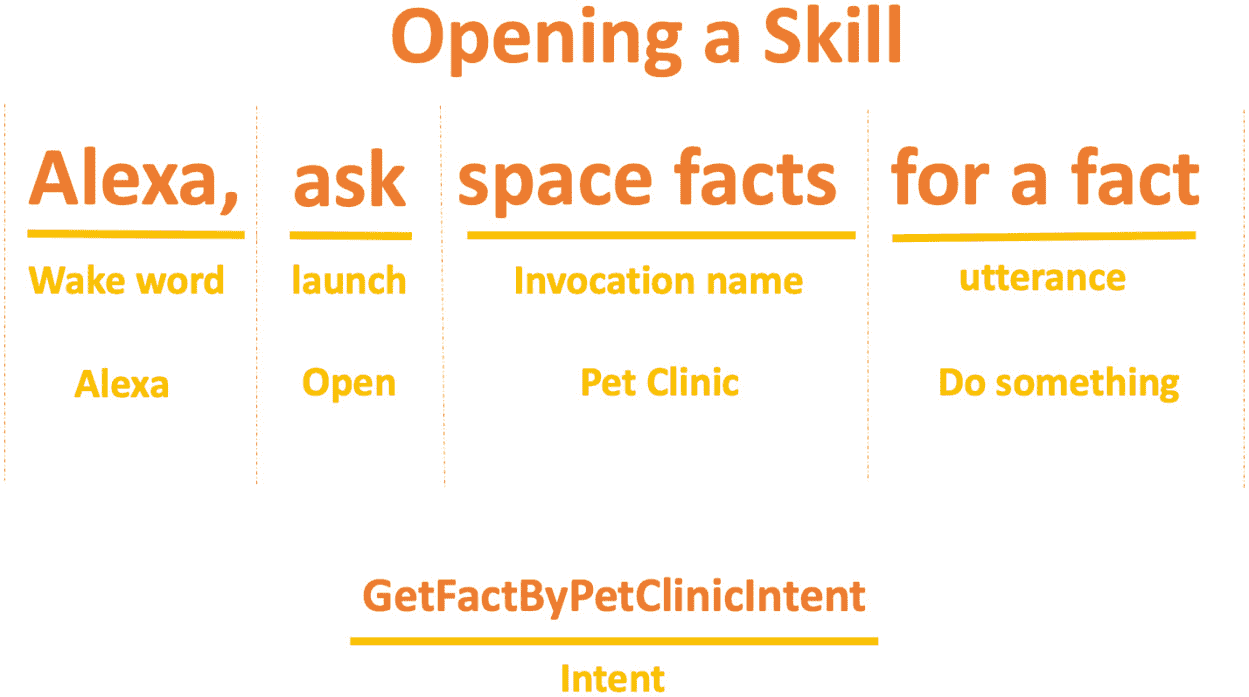 Opening a Skill
Alexa, ask space facts for a fact
Wake word launch Invocation name utterance
Alexa Open Pet Clinic Do something
GetFactByPetClinicIntent
Intent